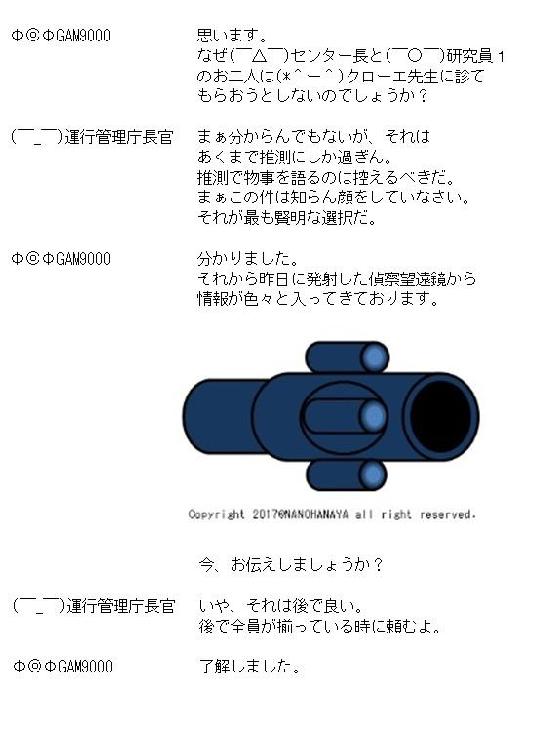 Φ@ΦGAM9000 思います。
なぜ(￣△￣)センター長と(￣○￣)研究員1
のお二人は(*＾ー＾)クローエ先生に診て
もらおうとしないのでしょうか？
(￣_￣)運行管理庁長官 まぁ分からんでもないが、それは
あくまで推測にしか過ぎん。
推測で物事を語るのは控えるべきだ。
まぁこの件は知らん顔をしていなさい。
それが最も賢明な選択だ。
Φ@ΦGAM9000 分かりました。
それから昨日に発射した偵察望遠鏡から
情報が色々と入ってきております。
Copyright 2017@NANOHANAYA all right reserved.
今、お伝えしましょうか？
(￣_￣)運行管理庁長官 いや、それは後で良い。
後で全員が揃っている時に頼むよ。
Φ@ΦGAM9000 了解しました。